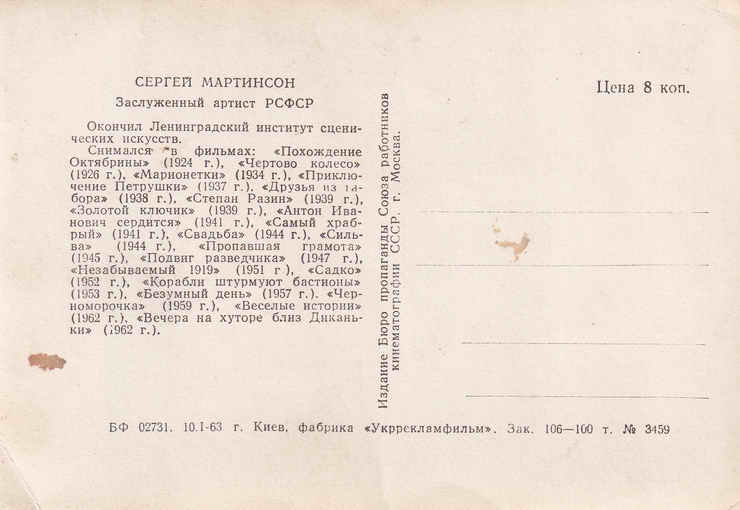 СЕРГЕЙ МАРТИНСОН
Заслуженный артист РСФСР
Окончил Ленинградский институт сцени-
ческих искусств.
Снимался в фильмах: «Похождение
Октябрины» (1924 г.), «Чертово колесо»
(1926 г.), «Марионетки» (1934 г.), «Приклю-
чение Петрушки» (1937 г.), «Друзья из та-
бора» (1938 г.), «Степан Разин» (1939 г.),
«Золотой ключик» (1939 г.), «Антон Ива-
нович сердится» (1941 г.), «Самый храб-
рый» (1941 г.), «Свадьба» (1944 г.), «Силь-
ва» (1944 г.), «Пропавшая грамота»
(1945 г.), «Подвиг разведчика» (1947 г.),
«Незабываемый 1919» (1951 г), «Садко»
(1952 г.), «Корабли штурмуют бастионы»
(1953 г.), «Безумный день» (1957 г.). «Чер-
номорочка» (1959 г.), «Веселые истории»
(1962 г.), «Вечера на хуторе близ Дикань-
ки» (1962 г.).
Издание Бюро пропаганды Союза работников
кинематографии СССР, г. Москва.
Цена 8 коп.
БФ 02731. 10.I-63 г. Киев, фабрика «Укррекламфильм». Зак. 106—100 т. № 3459